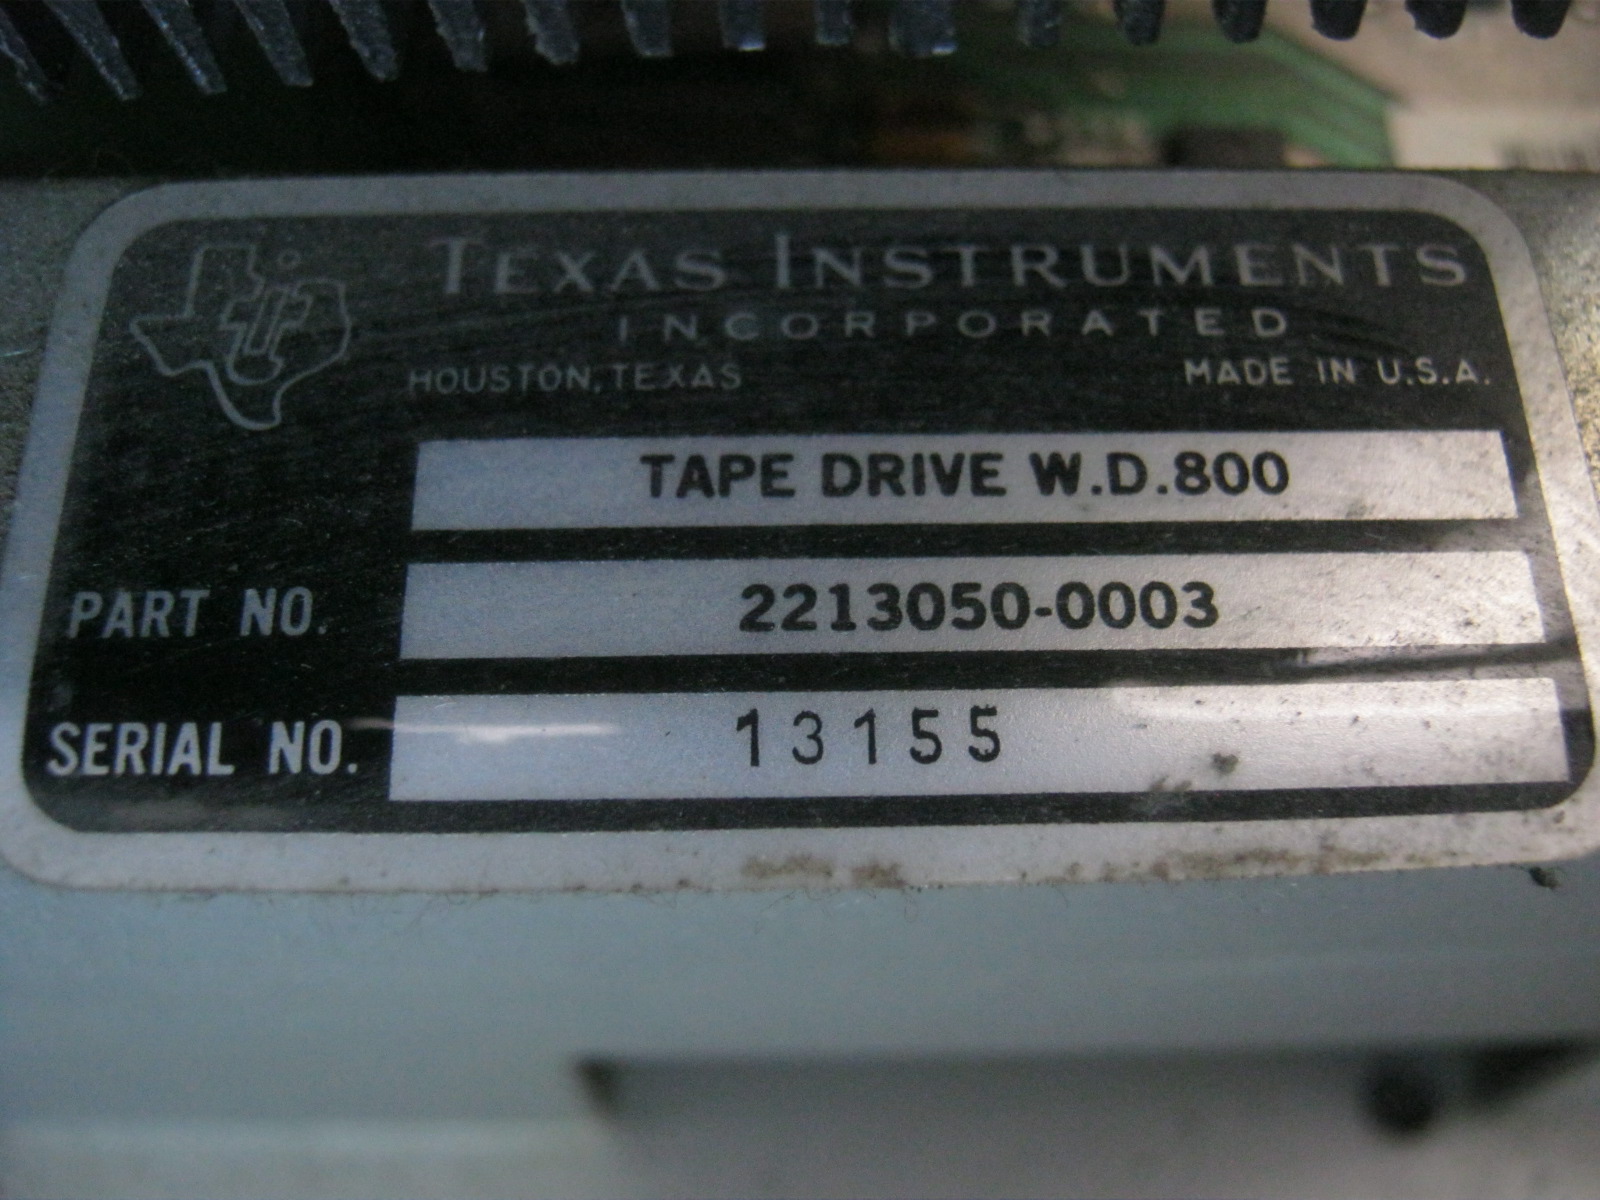 TEXAS INSTRUMENTS
INCORPORATED
HOUSTON, TEXAS MADE IN U.S.A.
TAPE DRIVE W.D.800
PART NO. 2213050-0003
SERIAL NO. 13155